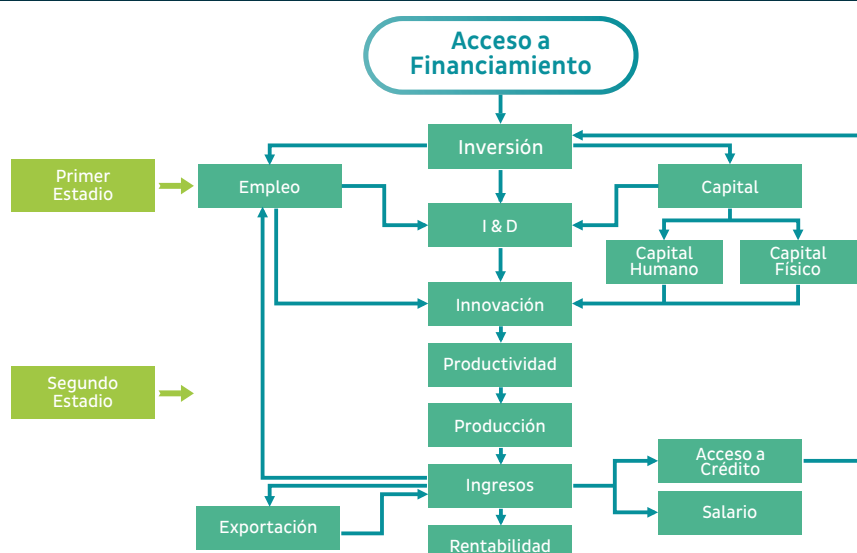 Acceso a
Financiamiento
Inversión
Primer
Estadio
Empleo
Capital
I & D
Capital
Humano
Capital
Físico
Innovación
Productividad
Segundo
Estadio
Producción
Acceso a
Crédito
Ingresos
Salario
Exportación
Rentabilidad